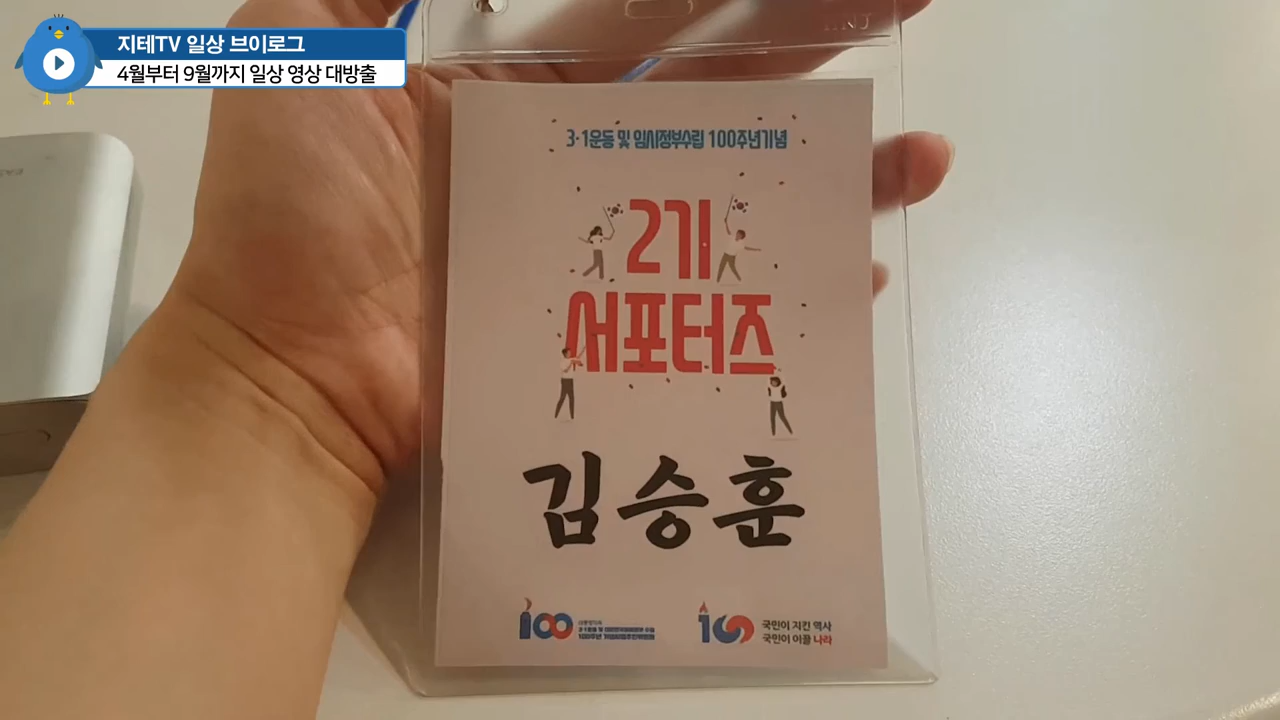 지테TV 일상 브이로그
4월부터 9월까지 일상 영상 대방출
3·1운동 및 임시정부수립 100주년기념
2기
서포터즈
김승훈
100
100
국민이 지킨 역사
국민이 이끌 나라